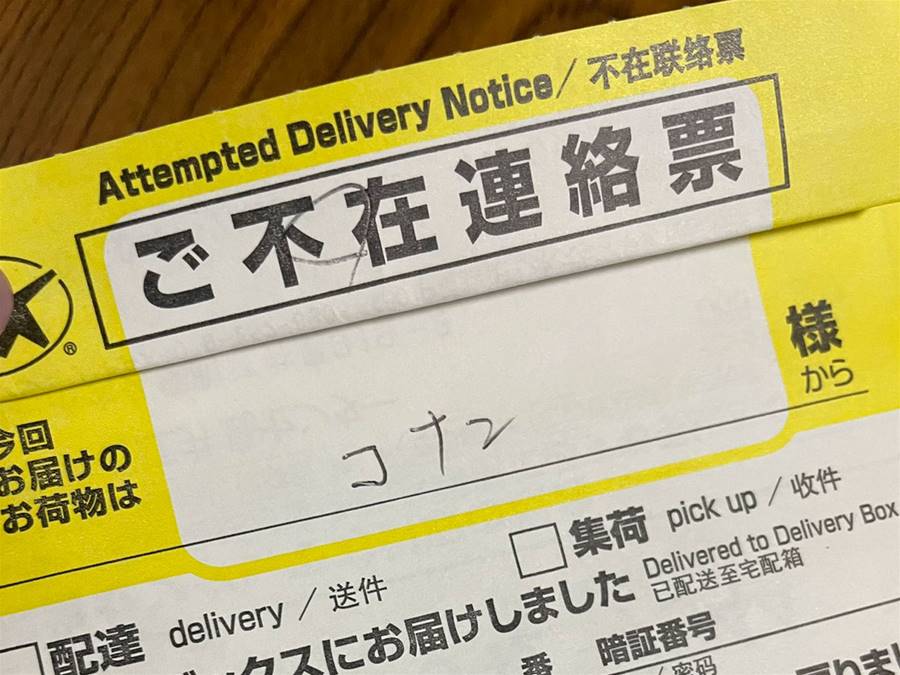 Attempted Delivery Notice / 不在联络票
ご不在連絡票
®
様
から
今回
お届けの
お荷物は
コナン
集荷 pick up / 收件
配達 delivery / 送件
Delivered to Delivery Box
已配送至宅配箱
ックスにお届けしました
暗証番号
密码